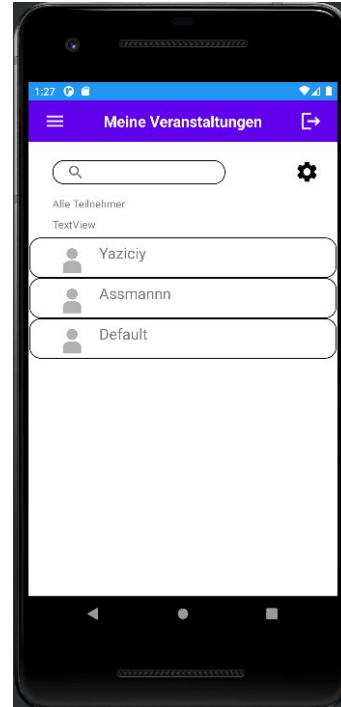 1:27
Meine Veranstaltungen
Alle Teilnehmer
TextView
Yaziciy
Assmannn
Default